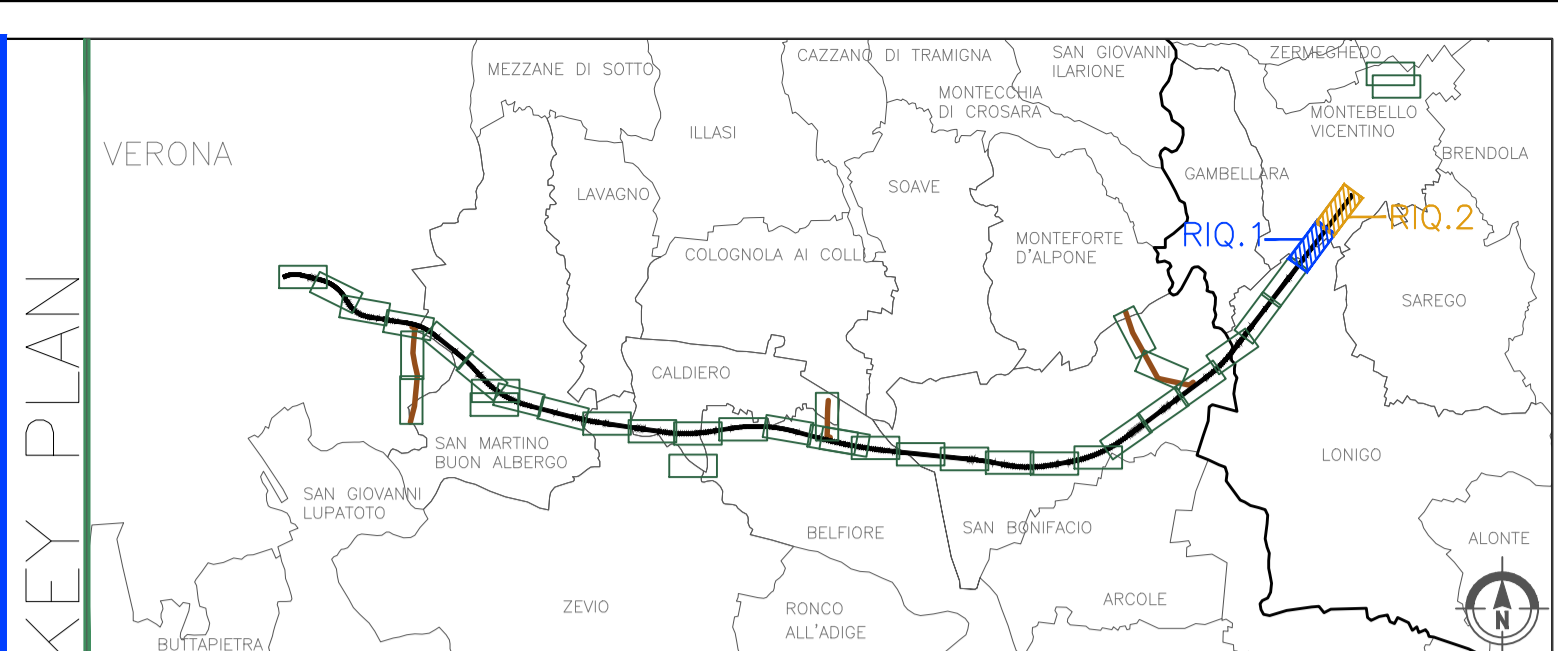 KEY PLAN
MEZZANE DI SOTTO
CAZZANO DI TRAMIGNA
SAN GIOVANNI
ILARIONE
ZERMEGHEDO
MONTECCHIA
DI CROSARA
MONTEBELLO
VICENTINO
ILLASI
VERONA
BRENDOLA
GAMBELLARA
SOAVE
LAVAGNO
RIQ.1
RIQ.2
MONTEFORTE
D'ALPONE
COLOGNOLA AI COLLI
SAREGO
CALDIERO
SAN MARTINO
BUON ALBERGO
LONIGO
SAN GIOVANNI
LUPATOTO
BELFIORE
SAN BONIFACIO
ALONTE
ZEVIO
RONCO
ALL'ADIGE
ARCOLE
N
BUTTAPIETRA